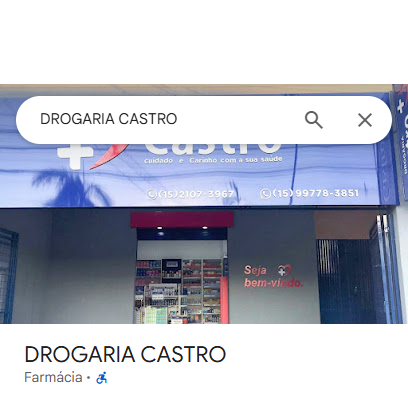 DROGARIA CASTRO
Castro
Cuidado e Carinho com a sua saúde
(15)2107-3967 (15)99778-3851
Seja
bem-vindo.
DROGARIA CASTRO
Farmácia •